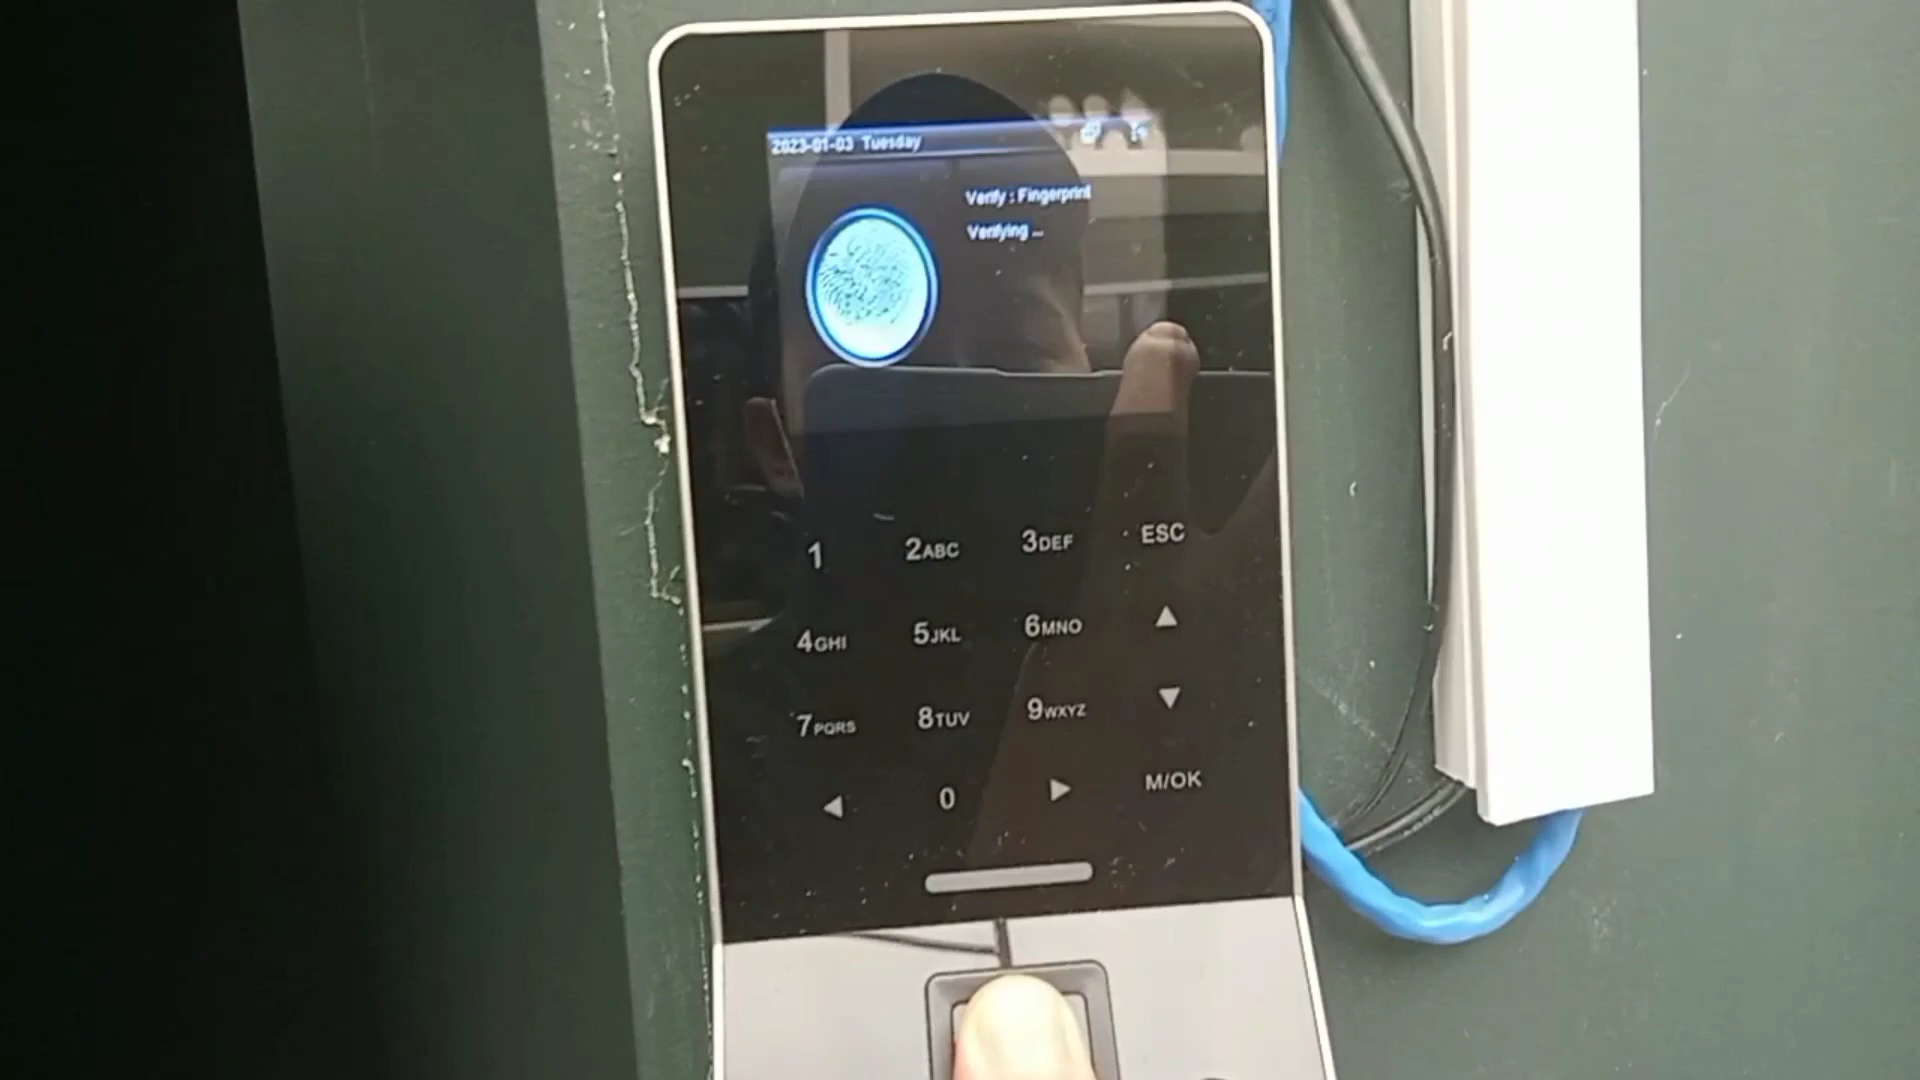 2023-01-03 Tuesday
Verify : Fingerprint
Verifying ...
1 2ABC 3DEF ESC
4GHI 5JKL 6MNO ▲
7PQRS 8TUV 9WXYZ ▼
◀ 0 ▶ M/OK